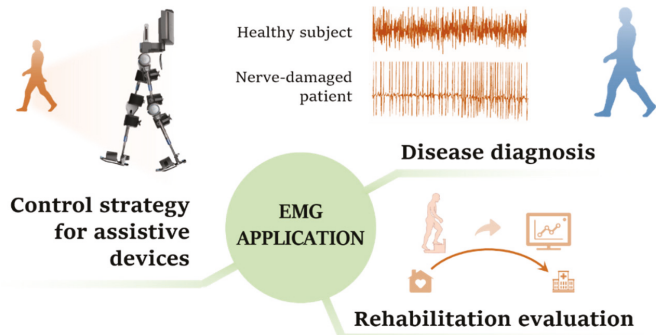 Healthy subject
Nerve-damaged
patient
Disease diagnosis
Control strategy
for assistive
devices
EMG
APPLICATION
Rehabilitation evaluation